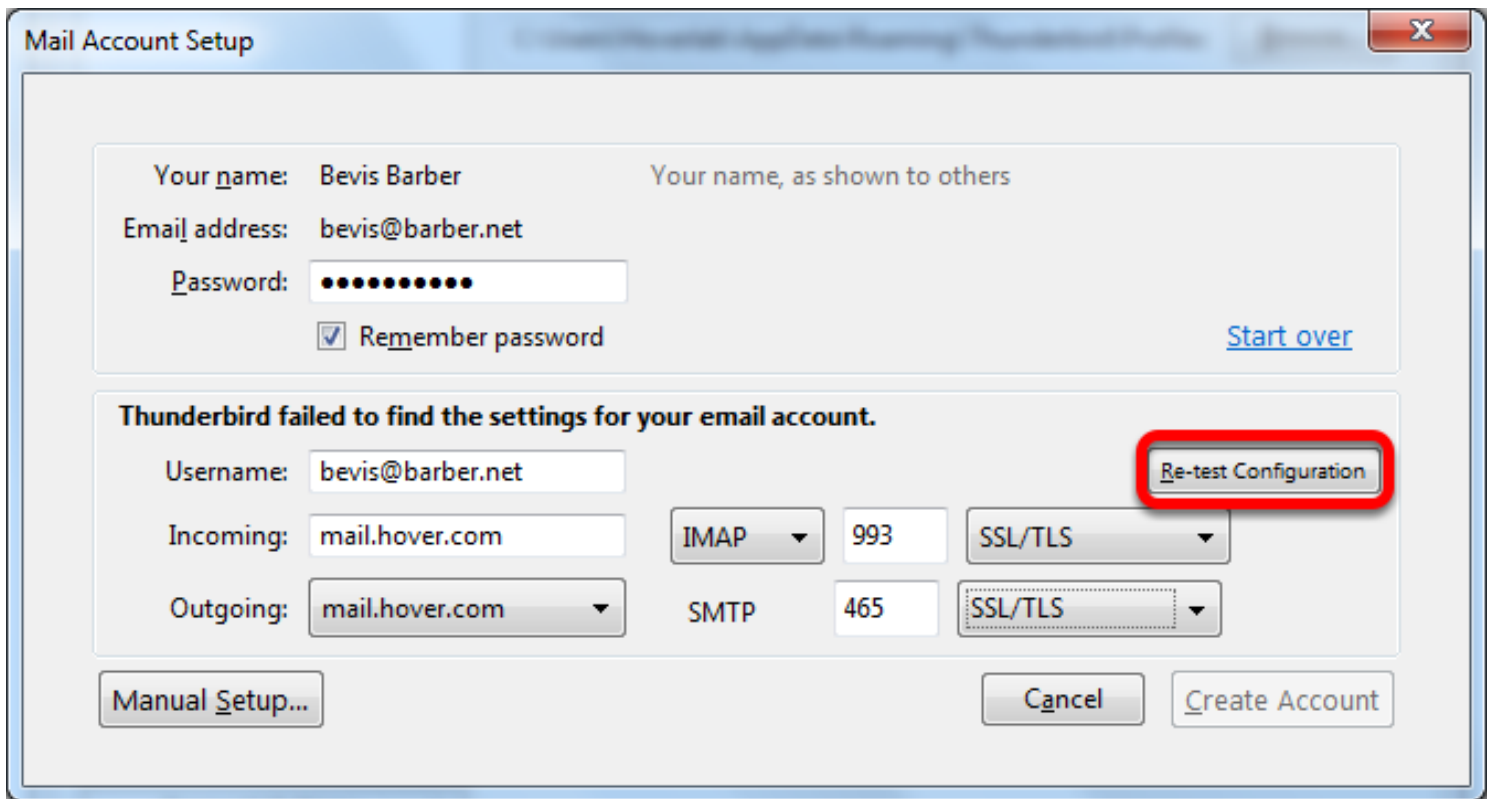 Mail Account Setup
Your name: Bevis Barber Your name, as shown to others
Email address: bevis@barber.net
Password: ••••••••••
Remember password Start over
Thunderbird failed to find the settings for your email account.
Username: bevis@barber.net Re-test Configuration
Incoming: mail.hover.com IMAP 993 SSL/TLS
Outgoing: mail.hover.com SMTP 465 SSL/TLS
Manual Setup... Cancel Create Account